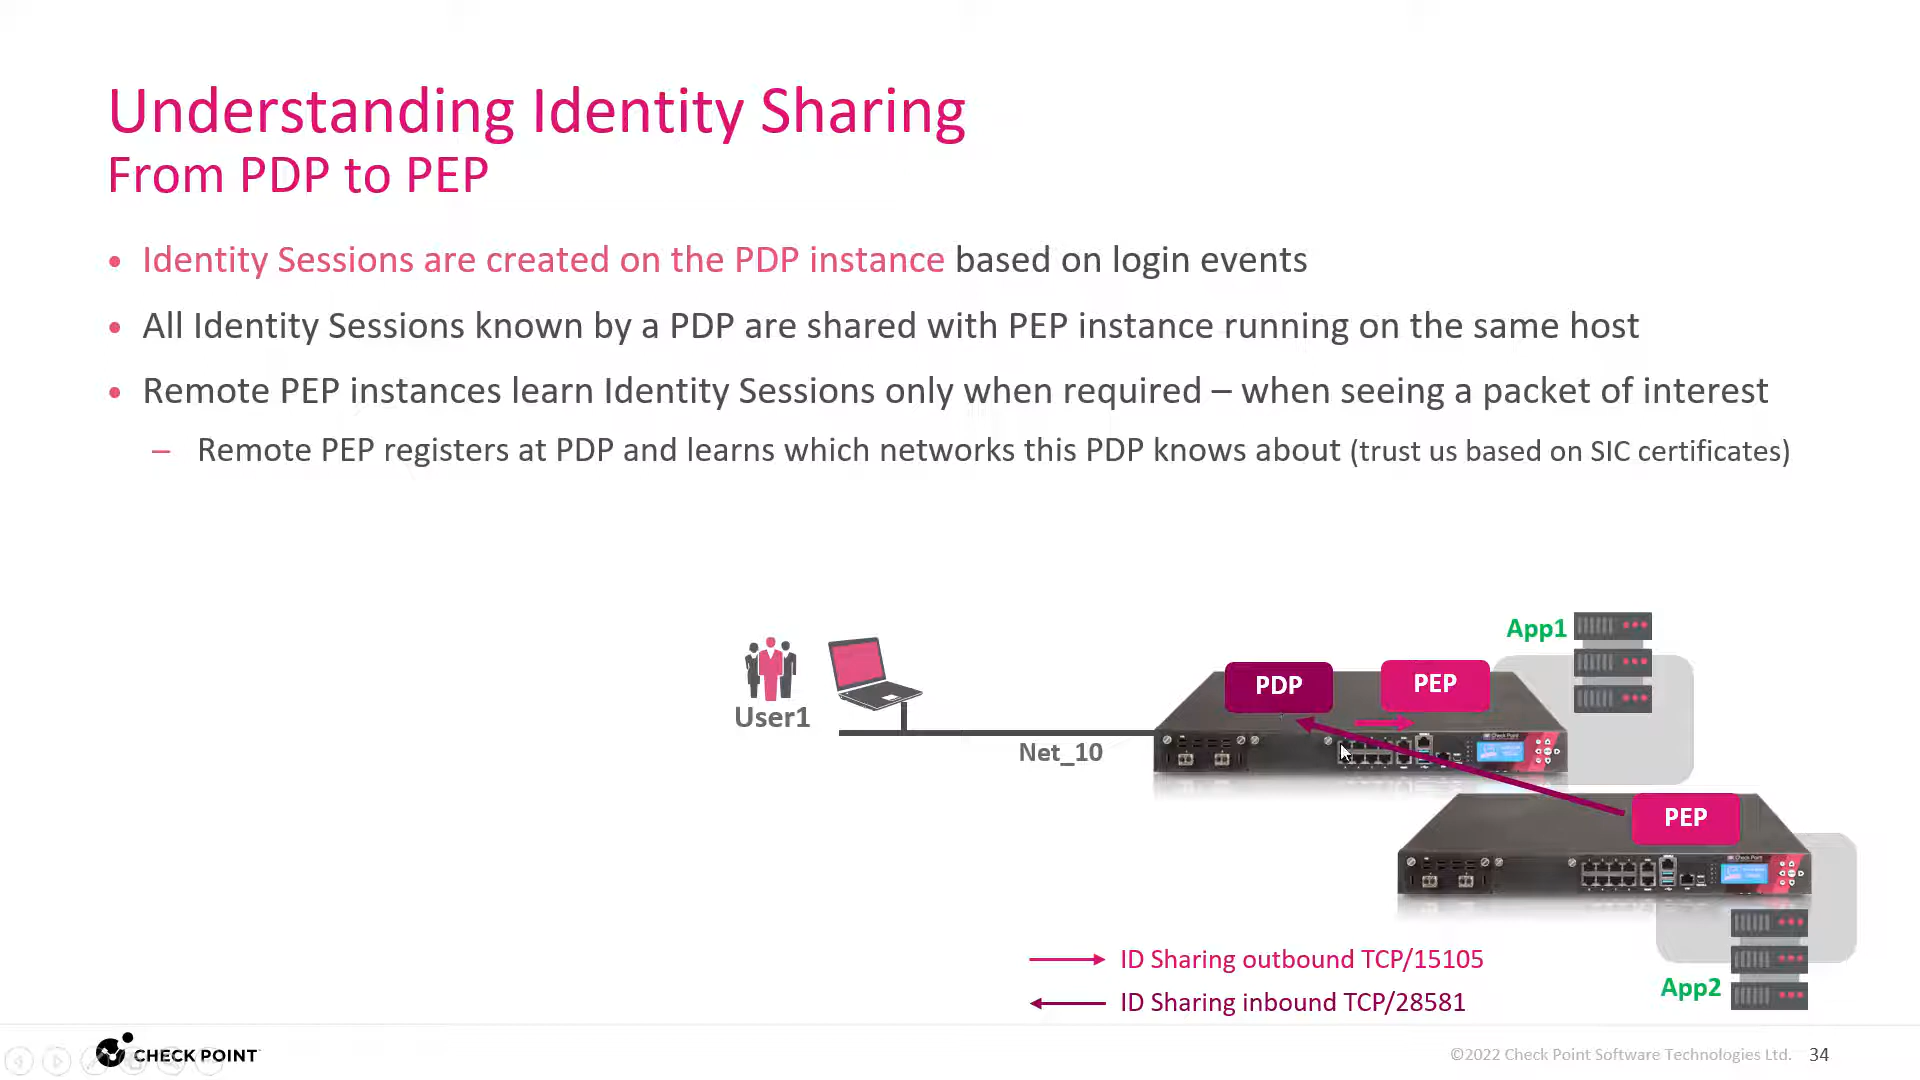 Understanding Identity Sharing
From PDP to PEP
• Identity Sessions are created on the PDP instance based on login events
• All Identity Sessions known by a PDP are shared with PEP instance running on the same host
• Remote PEP instances learn Identity Sessions only when required – when seeing a packet of interest
– Remote PEP registers at PDP and learns which networks this PDP knows about (trust us based on SIC certificates)
App1
PDP
PEP
User1
Net_10
Check Point
PEP
Check Point
ID Sharing outbound TCP/15105
ID Sharing inbound TCP/28581
App2
CHECK POINT
©2022 Check Point Software Technologies Ltd.
34